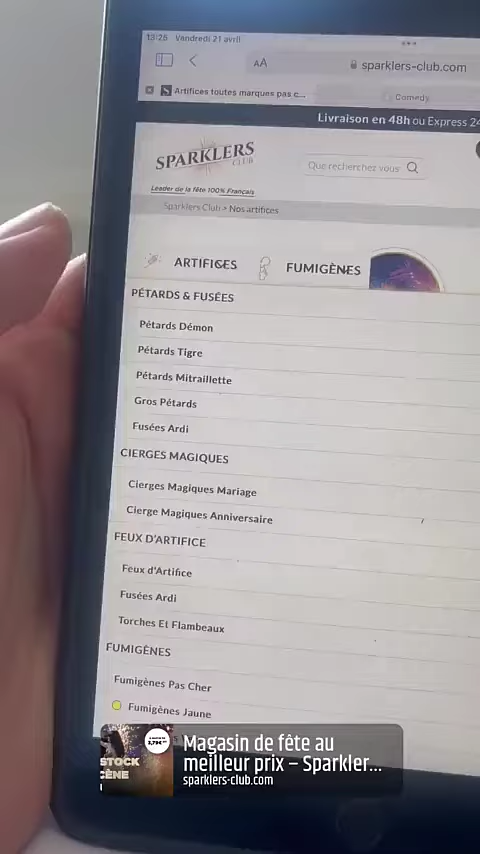 13:26 Vendredi 21 avril
AA sparklers-club.com
Artifices toutes marques pas c...
Comedy
Livraison en 48h ou Express 24
SPARKLERS
CLUB
Que recherchez vous
Leader de la fête 100% Français
Sparklers Club > Nos artifices
ARTIFICES FUMIGÈNES
PÉTARDS & FUSÉES
Pétards Démon
Pétards Tigre
Pétards Mitraillette
Gros Pétards
Fusées Ardi
CIERGES MAGIQUES
Cierges Magiques Mariage
Cierge Magiques Anniversaire
FEUX D'ARTIFICE
Feux d'Artifice
Fusées Ardi
Torches Et Flambeaux
FUMIGÈNES
Fumigènes Pas Cher
Fumigènes Jaune
STOCK
Magasin de fête au
meilleur prix – Sparkler...
sparklers-club.com